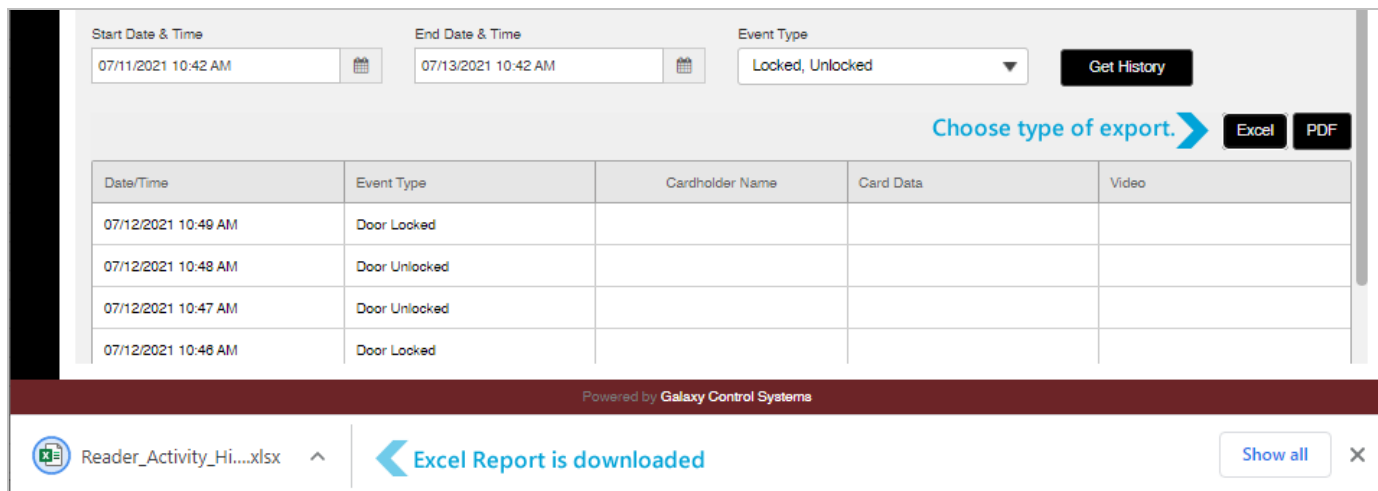 Start Date & Time End Date & Time Event Type
07/11/2021 10:42 AM 07/13/2021 10:42 AM Locked, Unlocked Get History
Choose type of export. Excel PDF
Date/Time Event Type Cardholder Name Card Data Video
07/12/2021 10:49 AM Door Locked
07/12/2021 10:48 AM Door Unlocked
07/12/2021 10:47 AM Door Unlocked
07/12/2021 10:46 AM Door Locked
Powered by Galaxy Control Systems
Reader_Activity_Hi....xlsx Excel Report is downloaded Show all